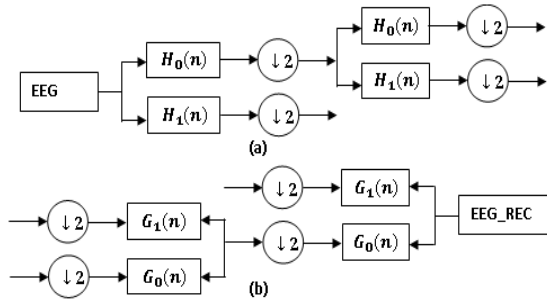 H₀(n) ↓2
H₁(n) ↓2
EEG
H₀(n) ↓2
H₁(n) ↓2
(a)
↓2 G₁(n)
↓2 G₀(n)
EEG_REC
↓2 G₁(n)
↓2 G₀(n)
(b)